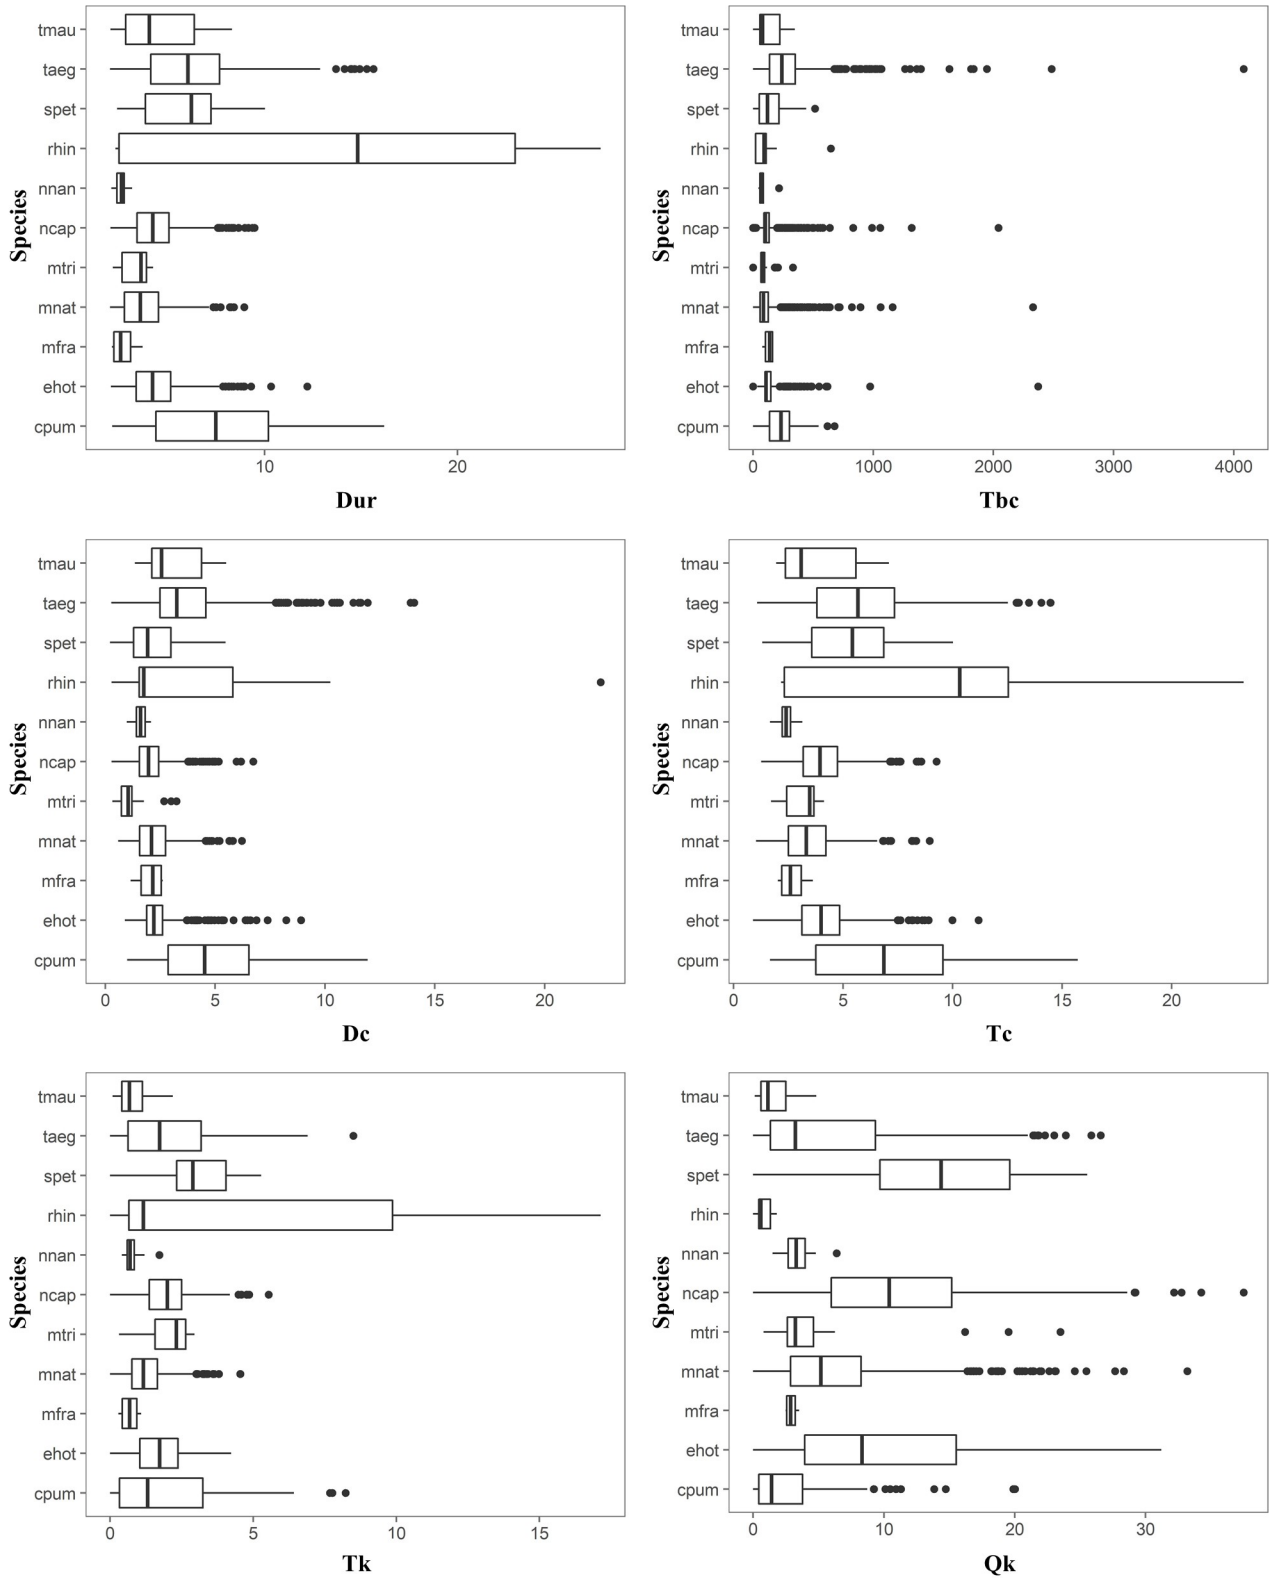 tmau
taeg
spet
rhin
nnan
ncap
mtri
mnat
mfra
ehot
cpum
Species
10 20
Dur
tmau
taeg
spet
rhin
nnan
ncap
mtri
mnat
mfra
ehot
cpum
Species
0 1000 2000 3000 4000
Tbc
tmau
taeg
spet
rhin
nnan
ncap
mtri
mnat
mfra
ehot
cpum
Species
0 5 10 15 20
Dc
tmau
taeg
spet
rhin
nnan
ncap
mtri
mnat
mfra
ehot
cpum
Species
0 5 10 15 20
Tc
tmau
taeg
spet
rhin
nnan
ncap
mtri
mnat
mfra
ehot
cpum
Species
0 5 10 15
Tk
tmau
taeg
spet
rhin
nnan
ncap
mtri
mnat
mfra
ehot
cpum
Species
0 10 20 30
Qk